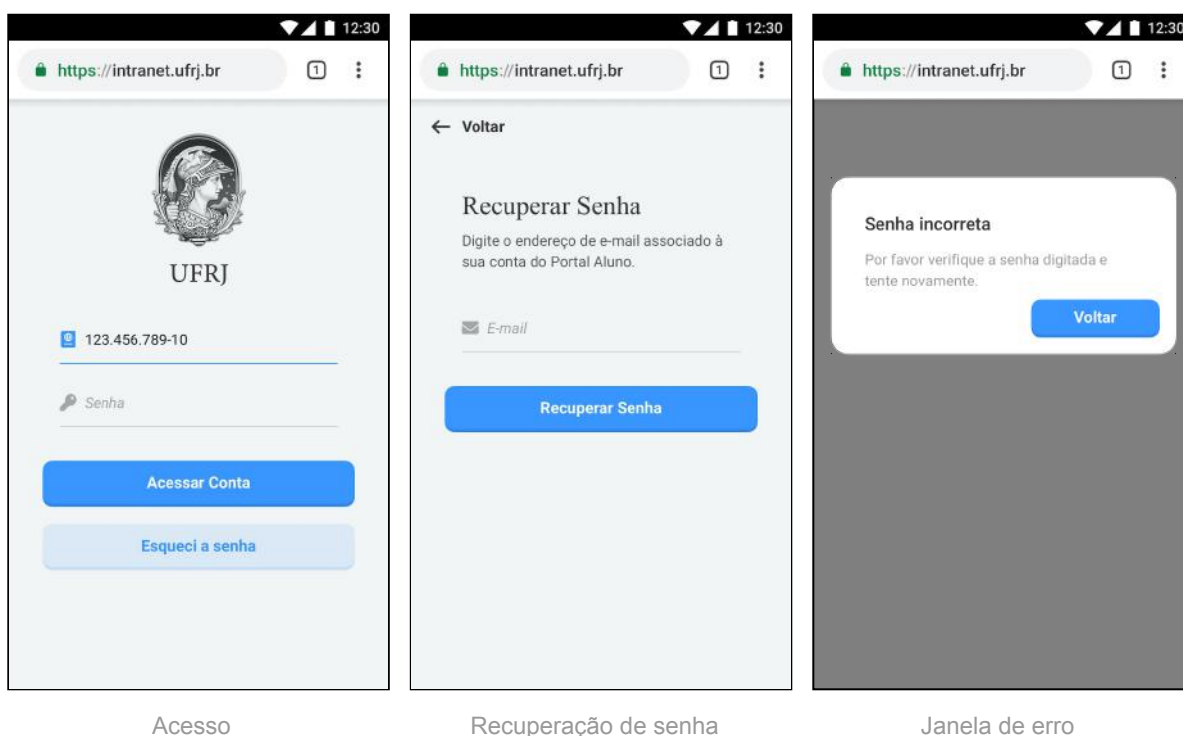 12:30
https://intranet.ufrj.br 1
UFRJ
123.456.789-10
Senha
Acessar Conta
Esqueci a senha
Acesso
12:30
https://intranet.ufrj.br 1
Voltar
Recuperar Senha
Digite o endereço de e-mail associado à
sua conta do Portal Aluno.
E-mail
Recuperar Senha
Recuperação de senha
12:30
https://intranet.ufrj.br 1
Senha incorreta
Por favor verifique a senha digitada e
tente novamente.
Voltar
Janela de erro